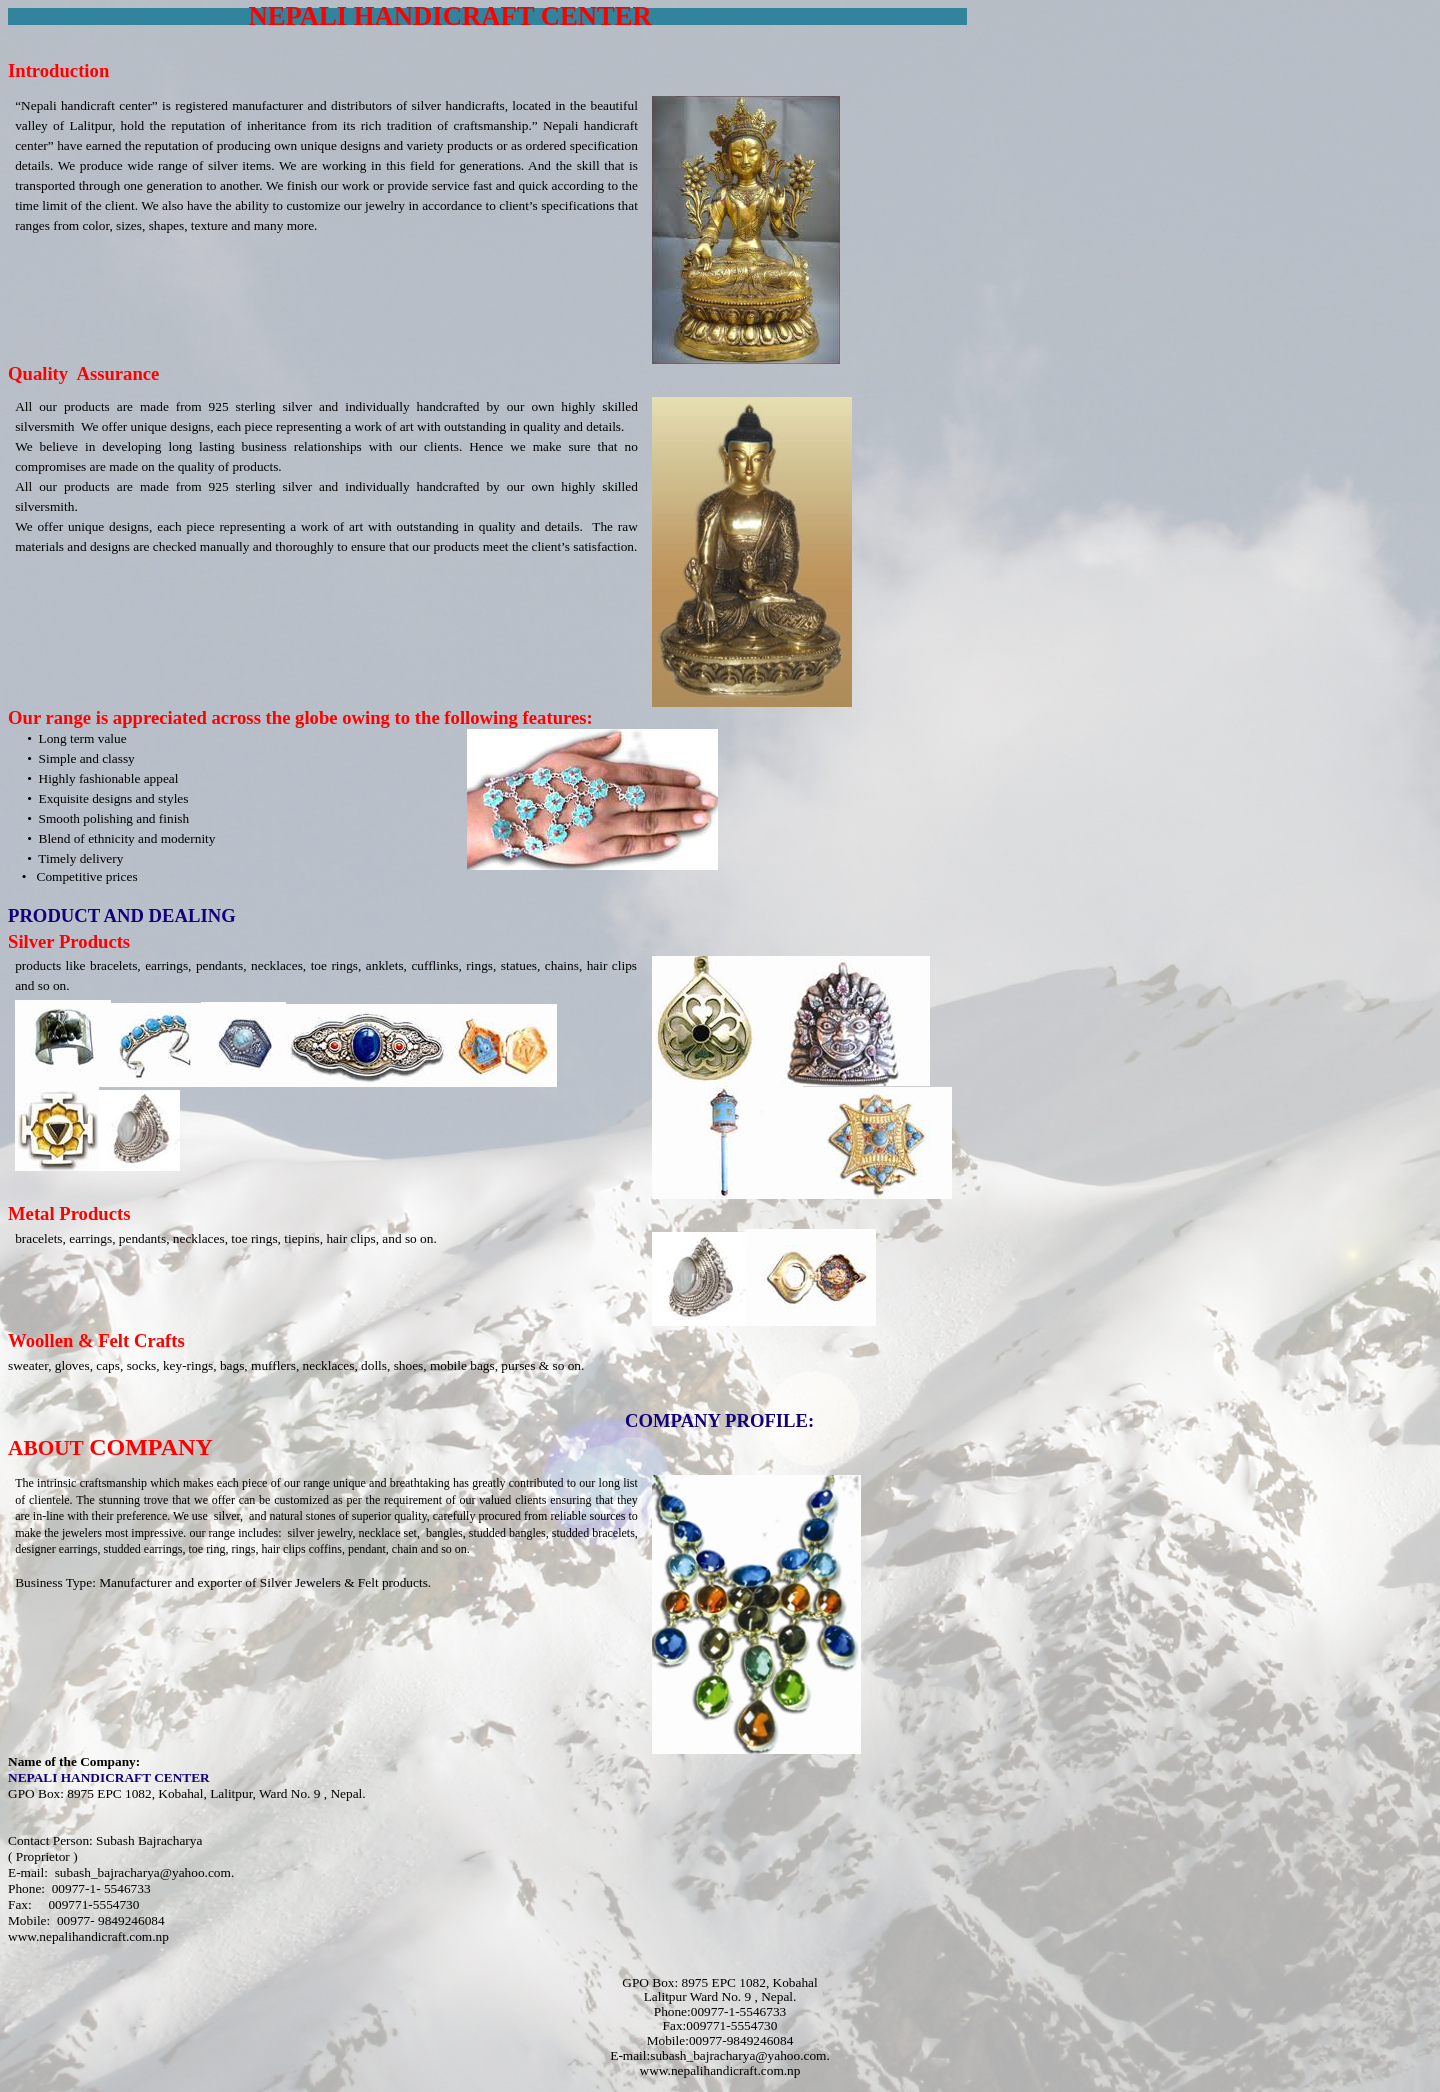 NEPALI HANDICRAFT CENTER
Introduction
“Nepali handicraft center” is registered manufacturer and distributors of silver handicrafts, located in the beautiful
valley of Lalitpur, hold the reputation of inheritance from its rich tradition of craftsmanship.” Nepali handicraft
center” have earned the reputation of producing own unique designs and variety products or as ordered specification
details. We produce wide range of silver items. We are working in this field for generations. And the skill that is
transported through one generation to another. We finish our work or provide service fast and quick according to the
time limit of the client. We also have the ability to customize our jewelry in accordance to client’s specifications that
ranges from color, sizes, shapes, texture and many more.
Quality  Assurance
All our products are made from 925 sterling silver and individually handcrafted by our own highly skilled
silversmith  We offer unique designs, each piece representing a work of art with outstanding in quality and details.
We believe in developing long lasting business relationships with our clients. Hence we make sure that no
compromises are made on the quality of products.
All our products are made from 925 sterling silver and individually handcrafted by our own highly skilled
silversmith.
We offer unique designs, each piece representing a work of art with outstanding in quality and details.  The raw
materials and designs are checked manually and thoroughly to ensure that our products meet the client’s satisfaction.
Our range is appreciated across the globe owing to the following features:
• Long term value
• Simple and classy
• Highly fashionable appeal
• Exquisite designs and styles
• Smooth polishing and finish
• Blend of ethnicity and modernity
• Timely delivery
• Competitive prices
PRODUCT AND DEALING
Silver Products
products like bracelets, earrings, pendants, necklaces, toe rings, anklets, cufflinks, rings, statues, chains, hair clips
and so on.
Metal Products
bracelets, earrings, pendants, necklaces, toe rings, tiepins, hair clips, and so on.
Woollen & Felt Crafts
sweater, gloves, caps, socks, key-rings, bags, mufflers, necklaces, dolls, shoes, mobile bags, purses & so on.
COMPANY PROFILE:
ABOUT COMPANY
The intrinsic craftsmanship which makes each piece of our range unique and breathtaking has greatly contributed to our long list
of clientele. The stunning trove that we offer can be customized as per the requirement of our valued clients ensuring that they
are in-line with their preference. We use  silver,  and natural stones of superior quality, carefully procured from reliable sources to
make the jewelers most impressive. our range includes:  silver jewelry, necklace set,  bangles, studded bangles, studded bracelets,
designer earrings, studded earrings, toe ring, rings, hair clips coffins, pendant, chain and so on.
Business Type: Manufacturer and exporter of Silver Jewelers & Felt products.
Name of the Company:
NEPALI HANDICRAFT CENTER
GPO Box: 8975 EPC 1082, Kobahal, Lalitpur, Ward No. 9 , Nepal.
Contact Person: Subash Bajracharya
( Proprietor )
E-mail:  subash_bajracharya@yahoo.com.
Phone:  00977-1- 5546733
Fax:     009771-5554730
Mobile:  00977- 9849246084
www.nepalihandicraft.com.np
GPO Box: 8975 EPC 1082, Kobahal
Lalitpur Ward No. 9 , Nepal.
Phone:00977-1-5546733
Fax:009771-5554730
Mobile:00977-9849246084
E-mail:subash_bajracharya@yahoo.com.
www.nepalihandicraft.com.np